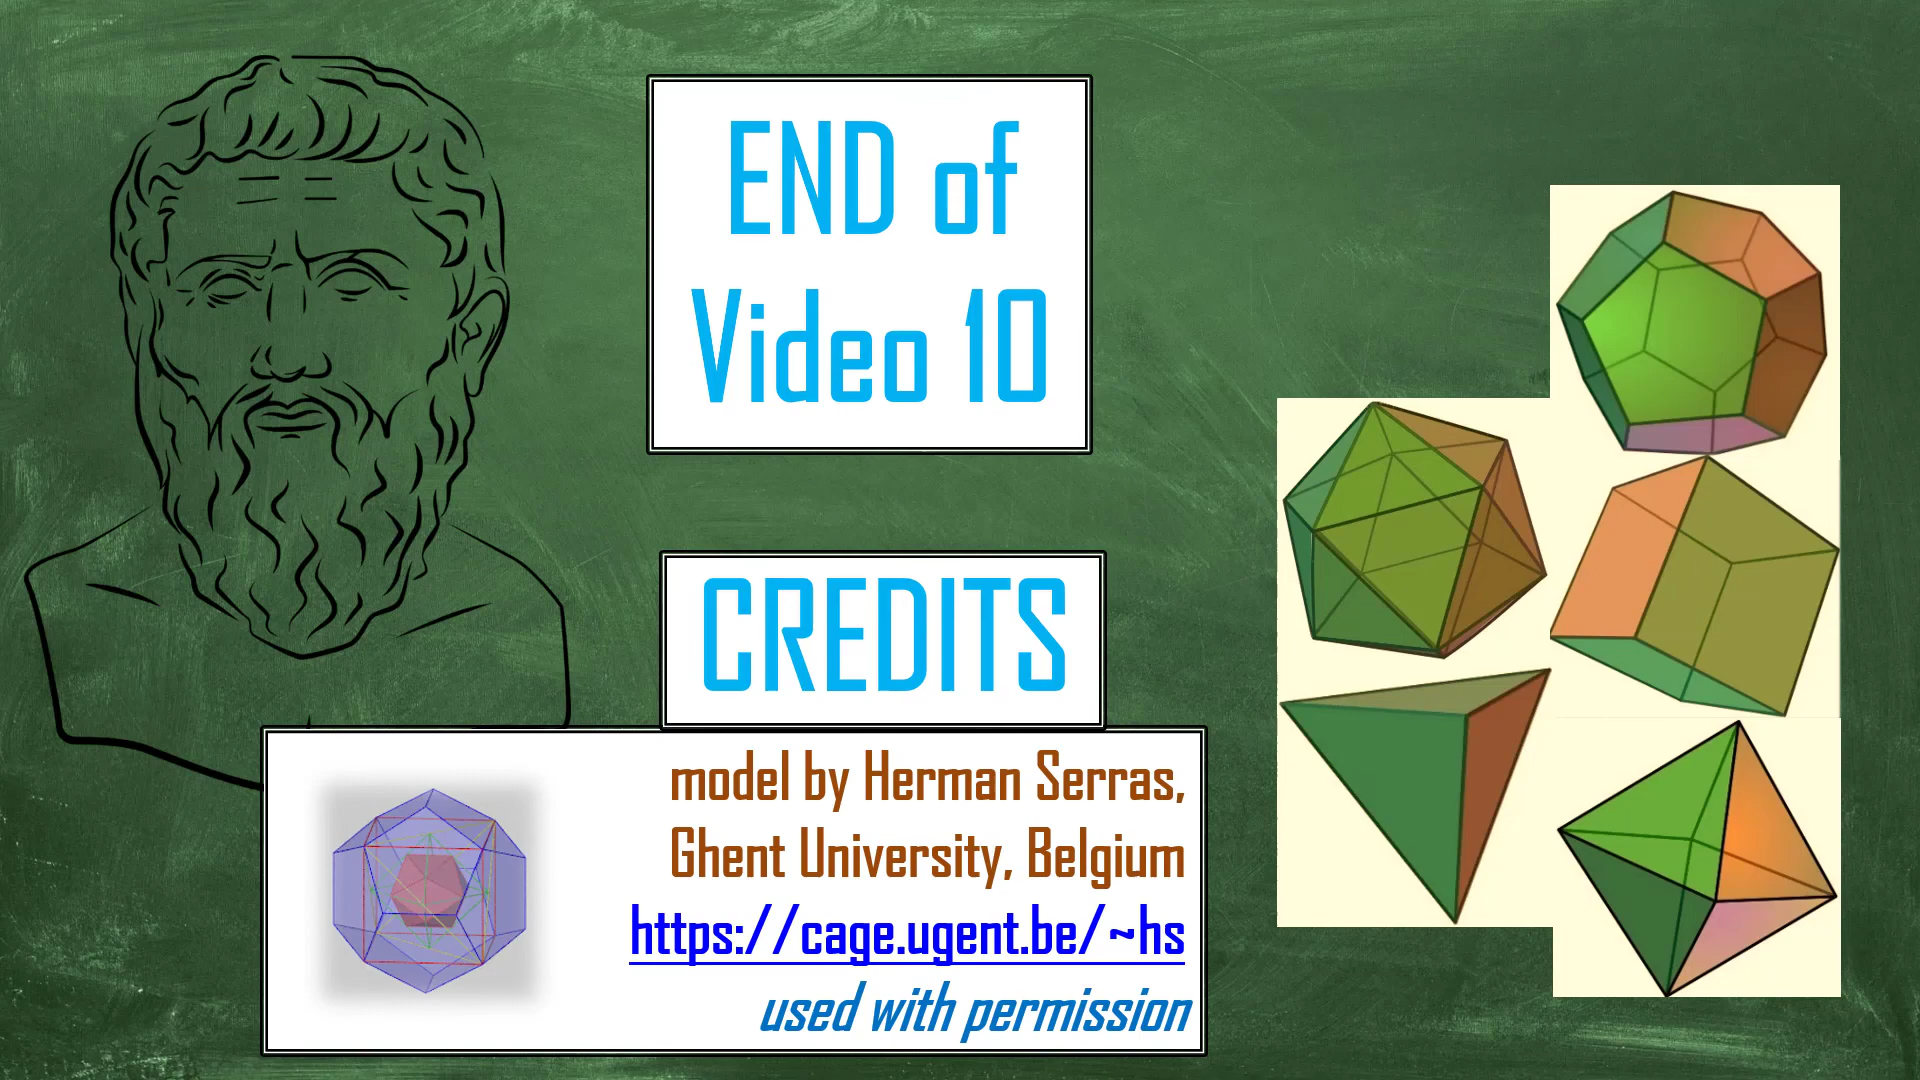 END of
Video 10
CREDITS
model by Herman Serras,
Ghent University, Belgium
https://cage.ugent.be/~hs
used with permission